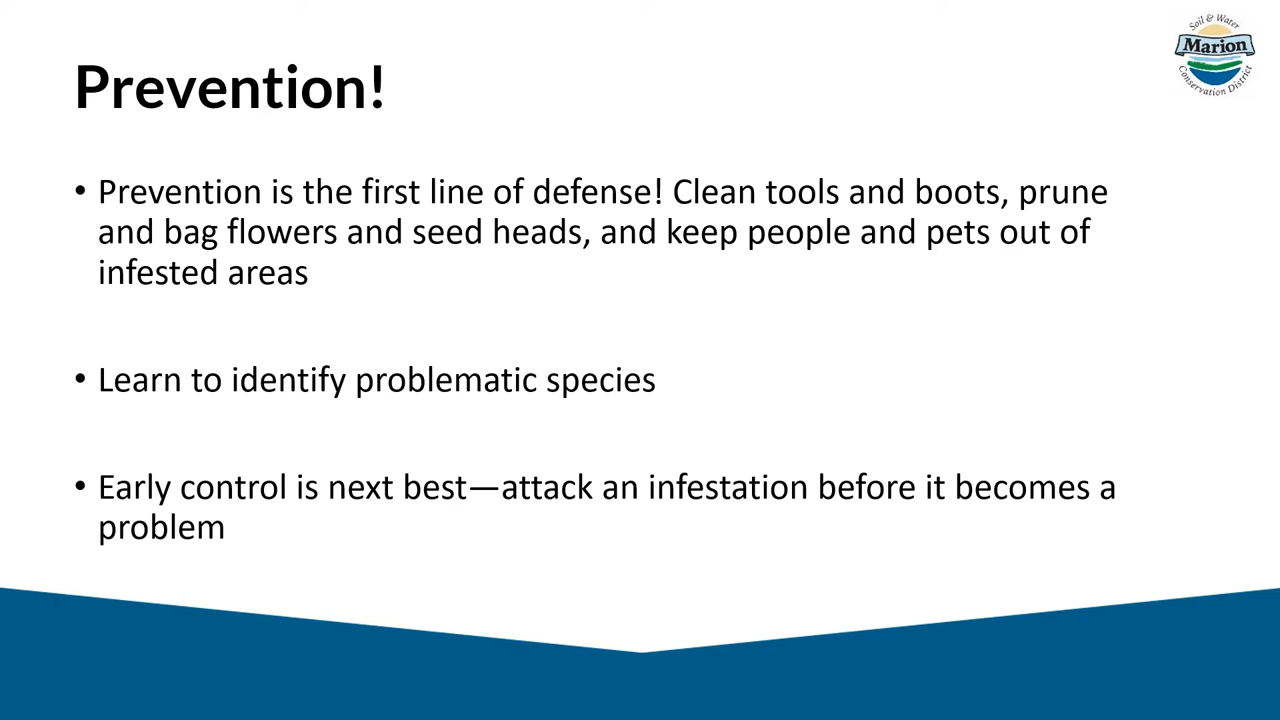 Soil & Water
Marion
Conservation District
Prevention!
• Prevention is the first line of defense! Clean tools and boots, prune
and bag flowers and seed heads, and keep people and pets out of
infested areas
• Learn to identify problematic species
• Early control is next best—attack an infestation before it becomes a
problem